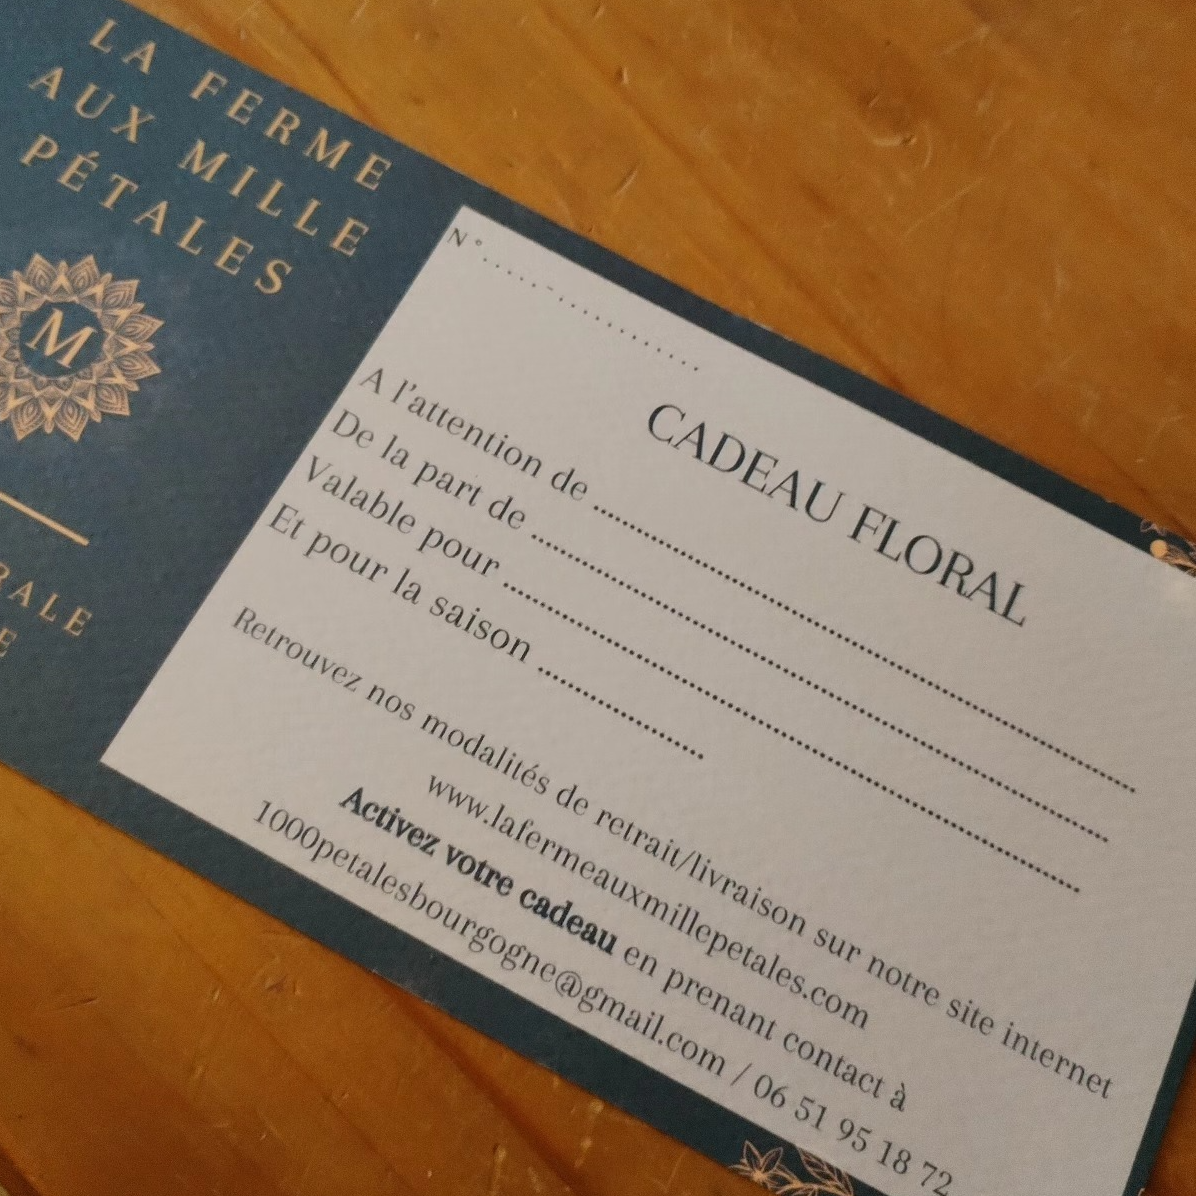 LA FERME
AUX MILLE
PÉTALES
M
RALE
E
N°.....-.............
CADEAU FLORAL
A l'attention de ..............................................................
De la part de ..................................................................
Valable pour ..................................................................
Et pour la saison ....................
Retrouvez nos modalités de retrait/livraison sur notre site internet
www.lafermeauxmillepetales.com
Activez votre cadeau en prenant contact à
1000petalesbourgogne@gmail.com / 06 51 95 18 72